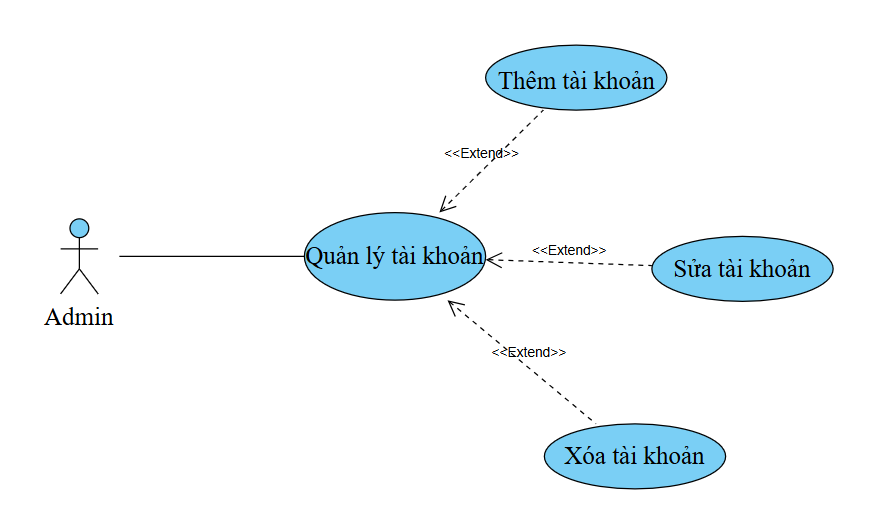 Thêm tài khoản
<<Extend>>
Quản lý tài khoản
<<Extend>>
Sửa tài khoản
Admin
<<Extend>>
Xóa tài khoản